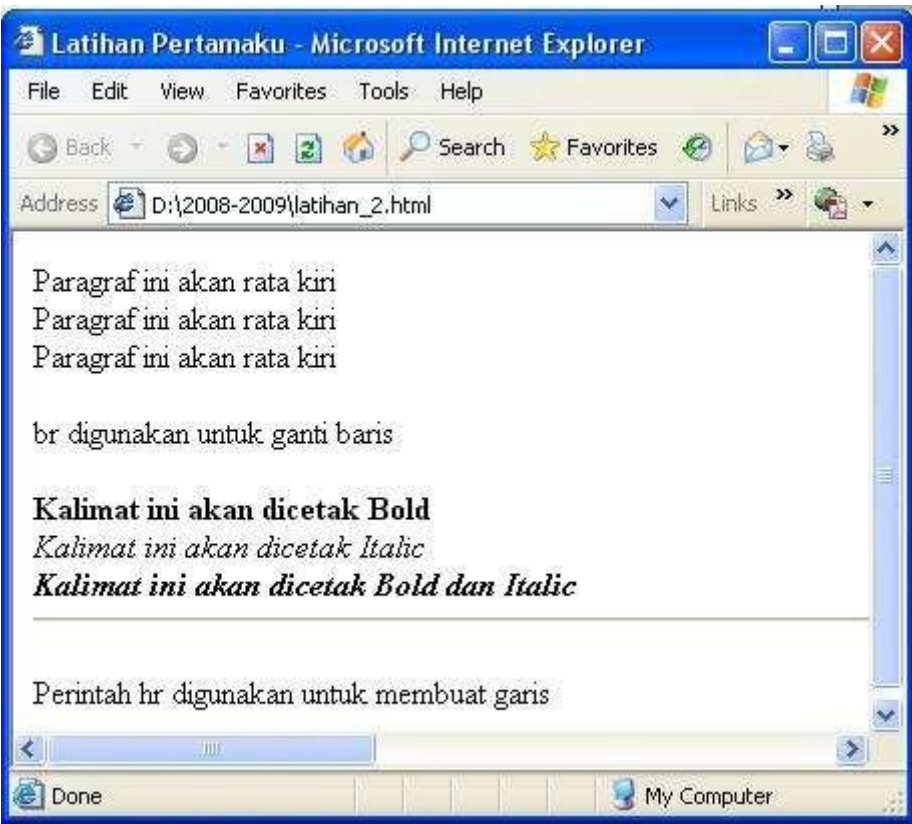 Latihan Pertamaku - Microsoft Internet Explorer
File Edit View Favorites Tools Help
Back Search Favorites »
Address D:\2008-2009\latihan_2.html Links »
Paragraf ini akan rata kiri
Paragraf ini akan rata kiri
Paragraf ini akan rata kiri
br digunakan untuk ganti baris
Kalimat ini akan dicetak Bold
Kalimat ini akan dicetak Italic
Kalimat ini akan dicetak Bold dan Italic
Perintah hr digunakan untuk membuat garis
Done My Computer